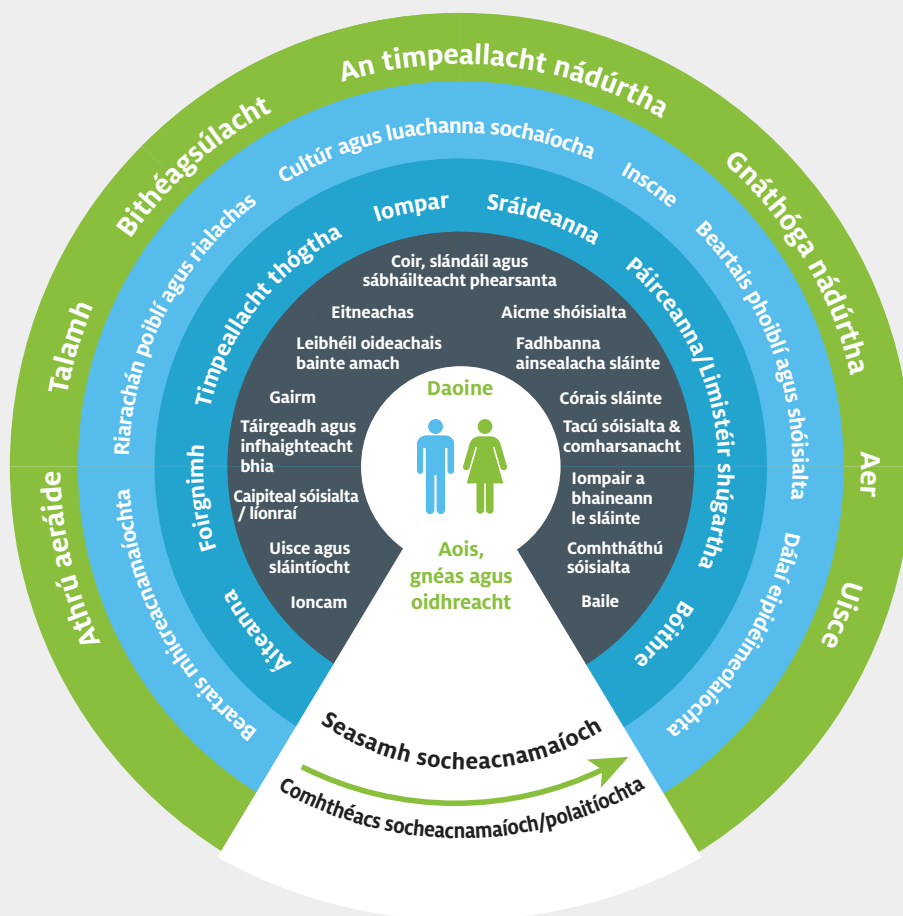 An timpeallacht nádúrtha
Bithéagsúlacht
Gnáthóga nádúrtha
Talamh
Aer
Athrú aeráide
Uisce
Cultúr agus luachanna sochaíocha
Inscne
Riarachán poiblí agus rialachas
Beartais phoiblí agus shóisialta
Beartais mhicreacnamaíochta
Dálaí eipidéimeolaíochta
Iompar
Sráideanna
Timpeallacht thógtha
Páirceanna/Limistéir shúgartha
Foirgnimh
Áiteanna
Bóithre
Coir, slándáil agus
sábháilteacht phearsanta
Eitneachas
Aicme shóisialta
Leibhéil oideachais
bainte amach
Fadhbanna
ainsealacha sláinte
Gairm
Córais sláinte
Táirgeadh agus
infhaighteacht
bhia
Tacú sóisialta &
comharsanacht
Caipiteal sóisialta
/ líonraí
Iompair a
bhaineann
le sláinte
Uisce agus
sláintíocht
Comhtháthú
sóisialta
Ioncam
Baile
Daoine
Aois,
gnéas agus
oidhreacht
Seasamh socheacnamaíoch
Comhthéacs socheacnamaíoch/polaitíochta